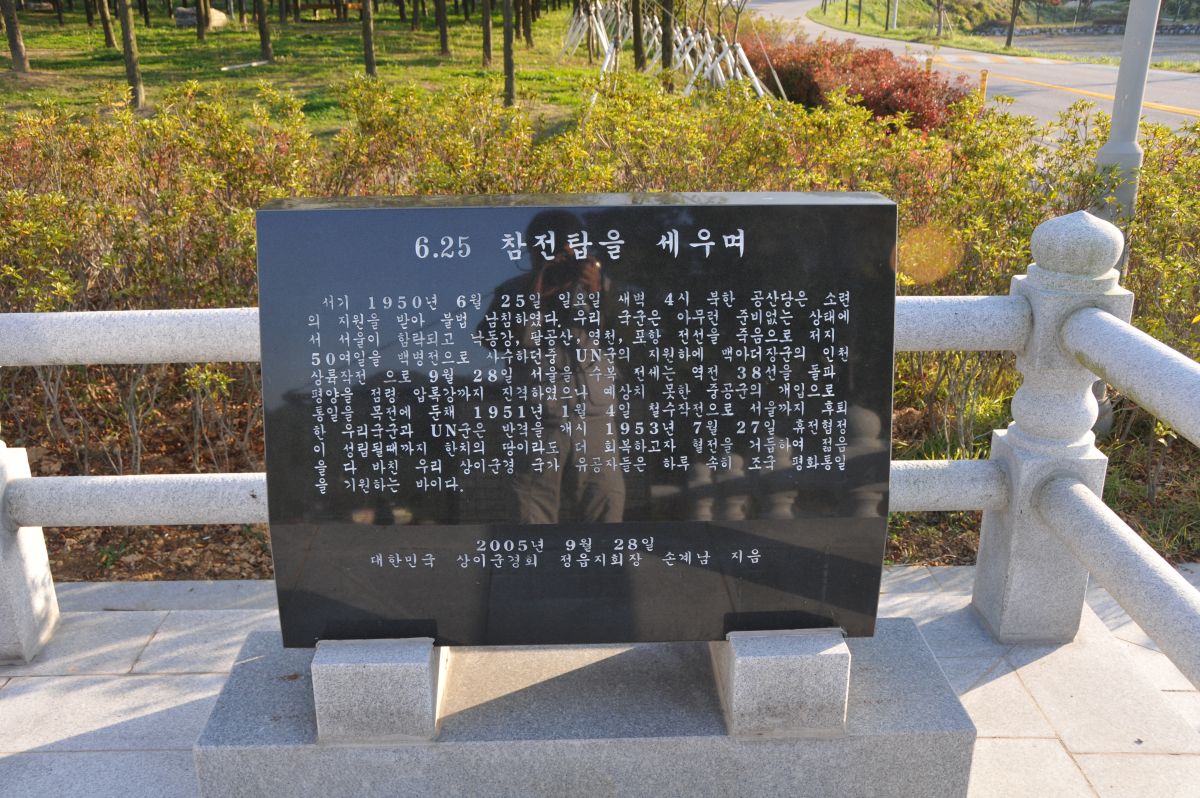 6.25 참전탑을 세우며
서기 1950년 6월 25일 일요일 새벽 4시 북한 공산당은 소련
의 지원을 받아 불법 남침하였다. 우리 국군은 아무런 준비없는 상태에
서 서울이 함락되고 낙동강, 팔공산, 영천, 포항 전선을 죽음으로 저지
50여일을 백병전으로 사수하던중 UN군의 지원하에 맥아더장군의 인천
상륙작전 으로 9월 28일 서울을 수복 전세는 역전 38선을 돌파
평양을 점령 압록강까지 진격하였으나 예상치 못한 중공군의 개입으로
통일을 목전에 둔채 1951년 1월 4일 철수작전으로 서울까지 후퇴
한 우리국군과 UN군은 반격을 개시 1953년 7월 27일 휴전협정
이 성립될때까지 한치의 땅이라도 더 회복하고자 혈전을 거듭하여 젊음
을 다 바친 우리 상이군경 국가 유공자들은 하루 속히 조국 평화통일
을 기원하는 바이다.
2005년 9월 28일
대한민국 상이군경회 정읍지회장 손계남 지음